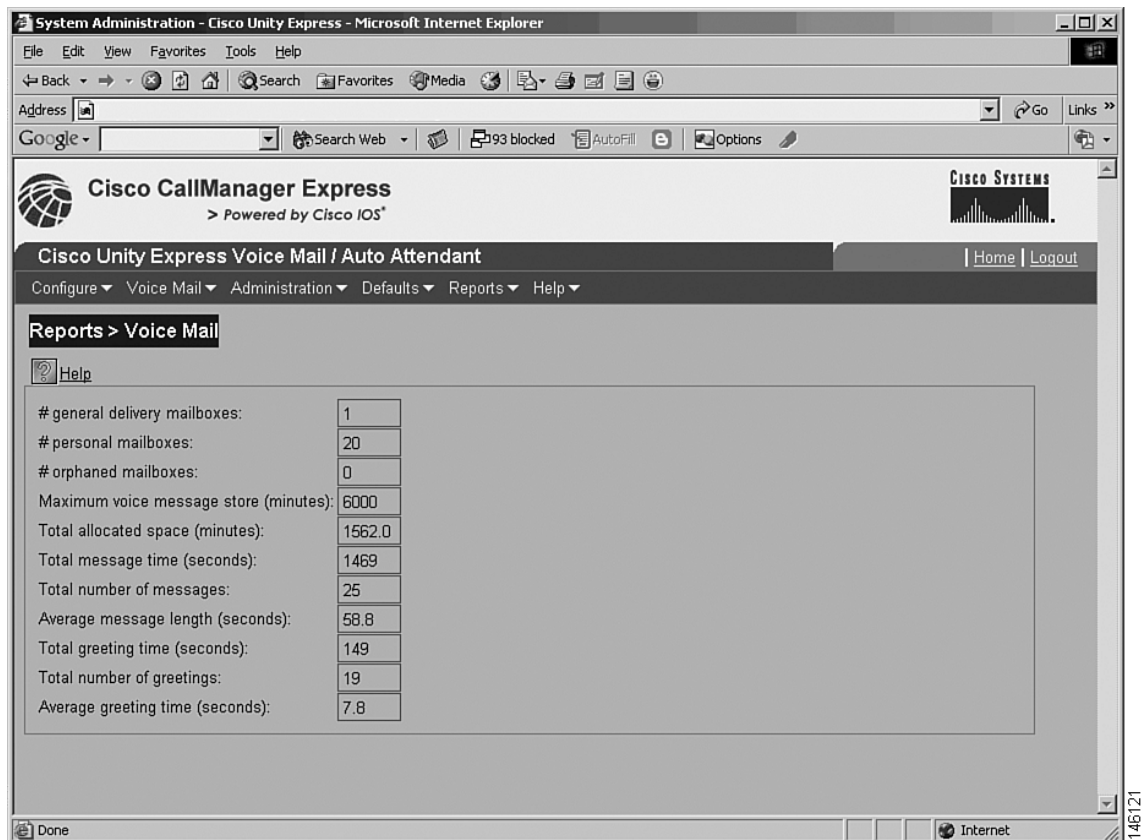 System Administration - Cisco Unity Express - Microsoft Internet Explorer
File Edit View Favorites Tools Help
Back Search Favorites Media
Address Go Links »
Google Search Web 93 blocked AutoFill Options
Cisco CallManager Express
> Powered by Cisco IOS®
CISCO SYSTEMS
Cisco Unity Express Voice Mail / Auto Attendant
Home | Logout
Configure Voice Mail Administration Defaults Reports Help
Reports > Voice Mail
? Help
# general delivery mailboxes: 1
# personal mailboxes: 20
# orphaned mailboxes: 0
Maximum voice message store (minutes): 6000
Total allocated space (minutes): 1562.0
Total message time (seconds): 1469
Total number of messages: 25
Average message length (seconds): 58.8
Total greeting time (seconds): 149
Total number of greetings: 19
Average greeting time (seconds): 7.8
Done Internet
146121